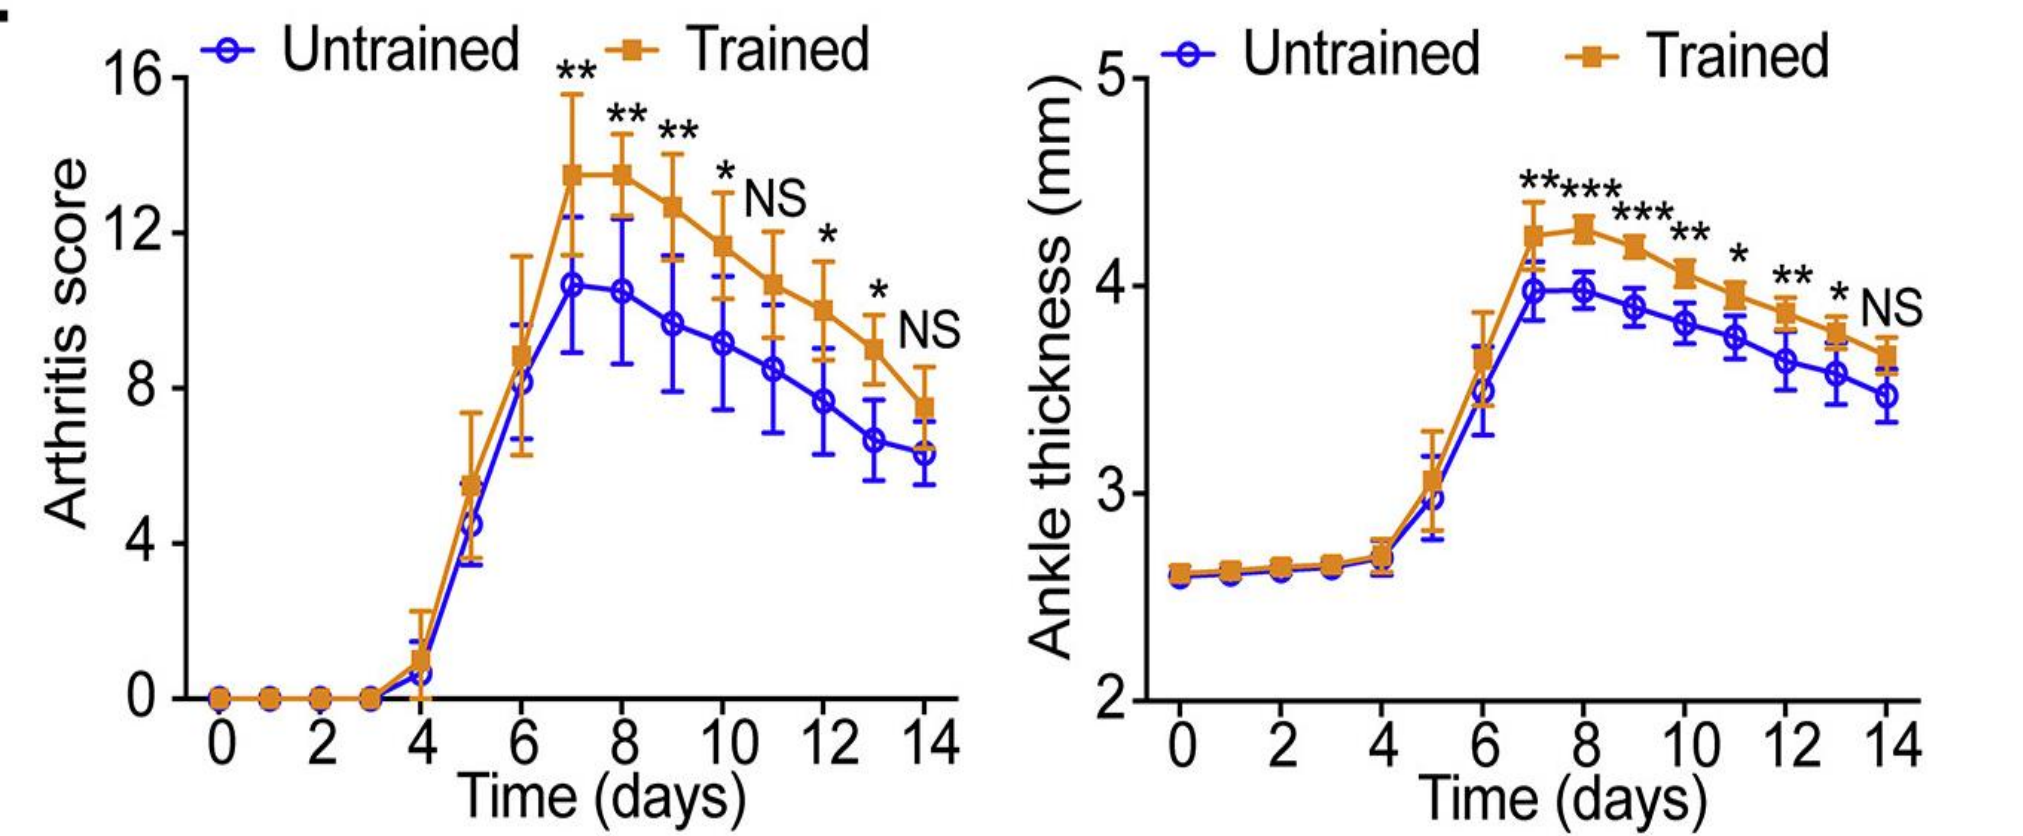 Untrained Trained
Arthritis score
16
12
8
4
0
** ** ** * NS * * NS
0 2 4 6 8 10 12 14
Time (days)
Untrained Trained
Ankle thickness (mm)
5
4
3
2
** *** *** ** * ** * NS
0 2 4 6 8 10 12 14
Time (days)